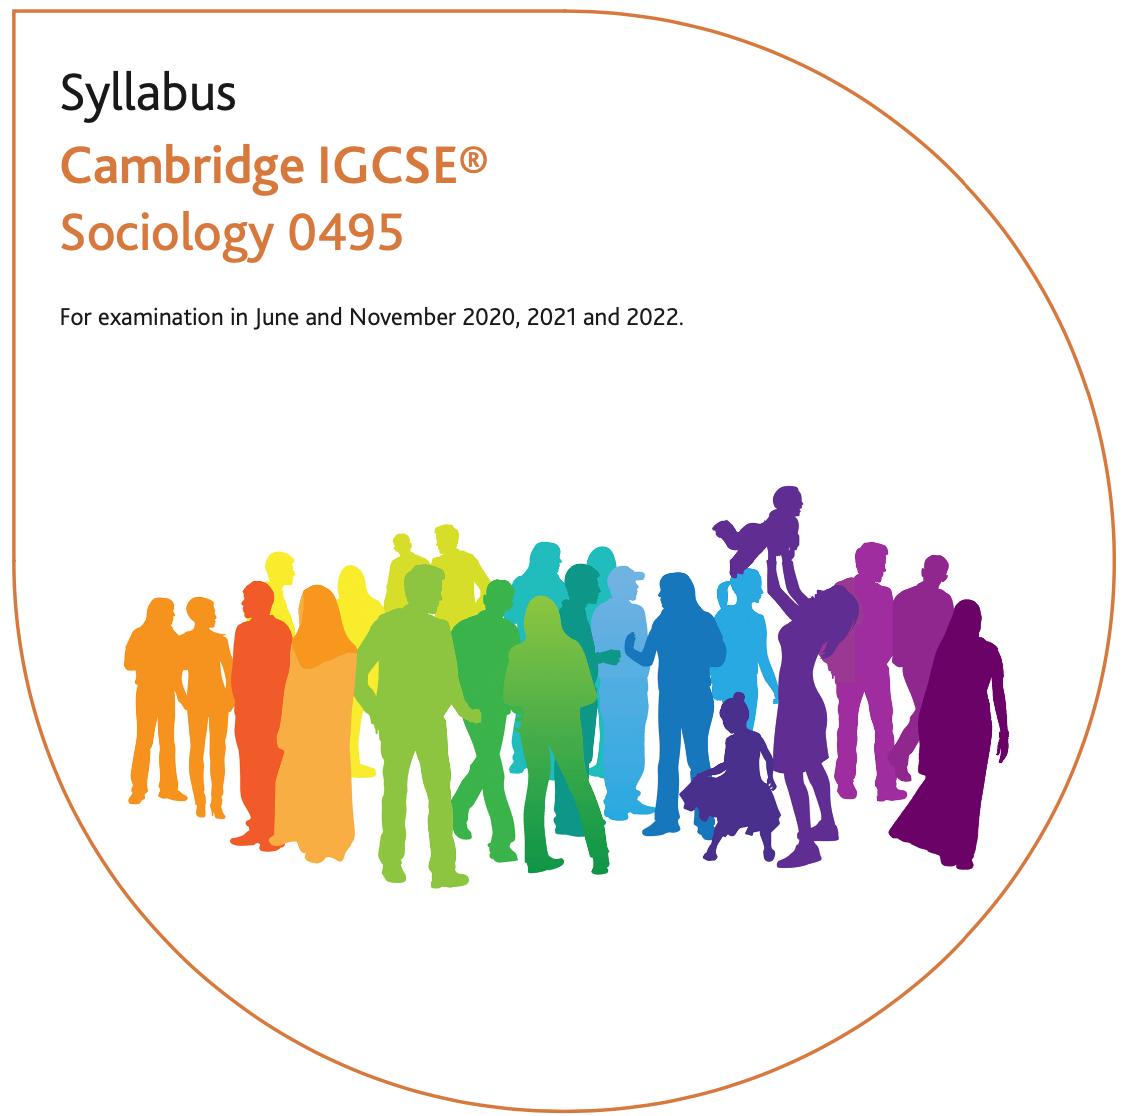 Syllabus
Cambridge IGCSE®
Sociology 0495
For examination in June and November 2020, 2021 and 2022.